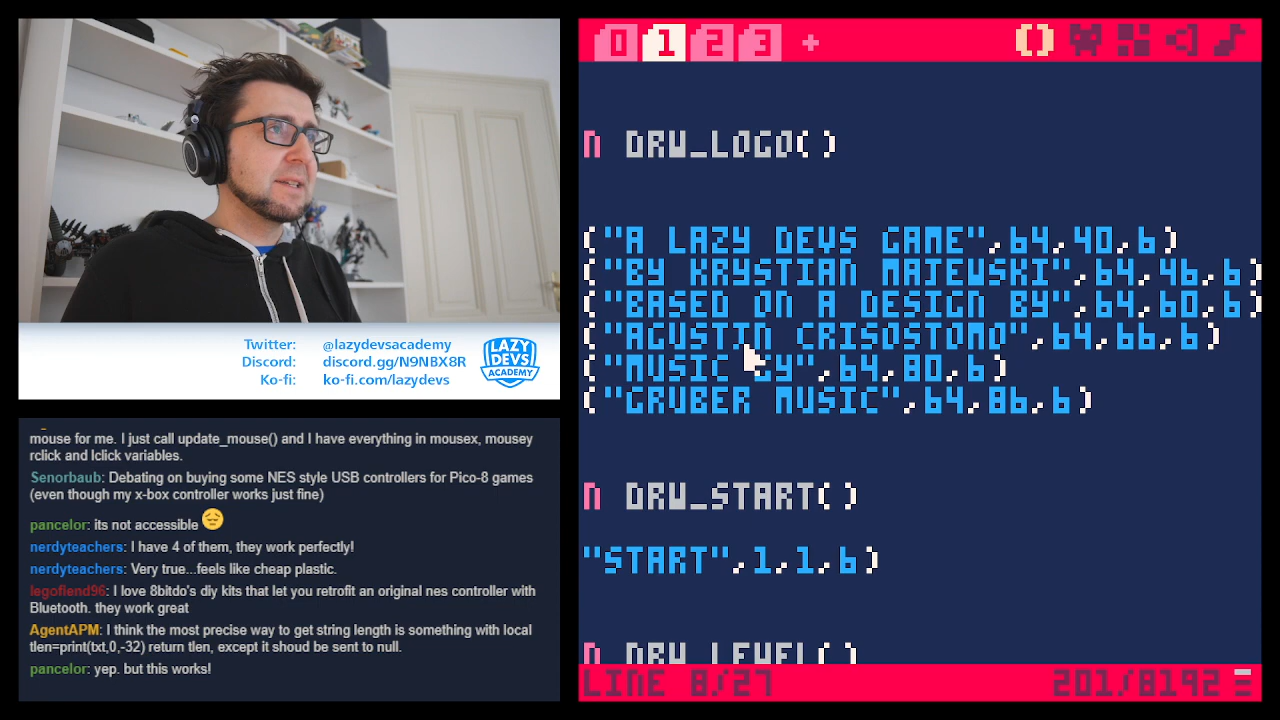 Twitter: @lazydevsacademy
Discord: discord.gg/N9NBX8R
Ko-fi: ko-fi.com/lazydevs
LAZY
DEVS
ACADEMY
mouse for me. I just call update_mouse() and I have everything in mousex, mousey
rclick and lclick variables.
Senorbaub: Debating on buying some NES style USB controllers for Pico-8 games
(even though my x-box controller works just fine)
pancelor: its not accessible
nerdyteachers: I have 4 of them, they work perfectly!
nerdyteachers: Very true...feels like cheap plastic.
legofiend96: I love 8bitdo's diy kits that let you retrofit an original nes controller with
Bluetooth. they work great
AgentAPM: I think the most precise way to get string length is something with local
tlen=print(txt,0,-32) return tlen, except it shoud be sent to null.
pancelor: yep. but this works!
0 1 2 3 +
N DRW_LOGO()
("A LAZY DEVS GAME",64,40,6)
("BY KRYSTIAN MAJEWSKI",64,46,6)
("BASED ON A DESIGN BY",64,60,6)
("AGUSTIN CRISOSTOMO",64,66,6)
("MUSIC BY",64,80,6)
("GRUBER MUSIC",64,86,6)
N DRW_START()
"START",1,1,6)
N DRW_LEVEL()
LINE 8/27
201/8192